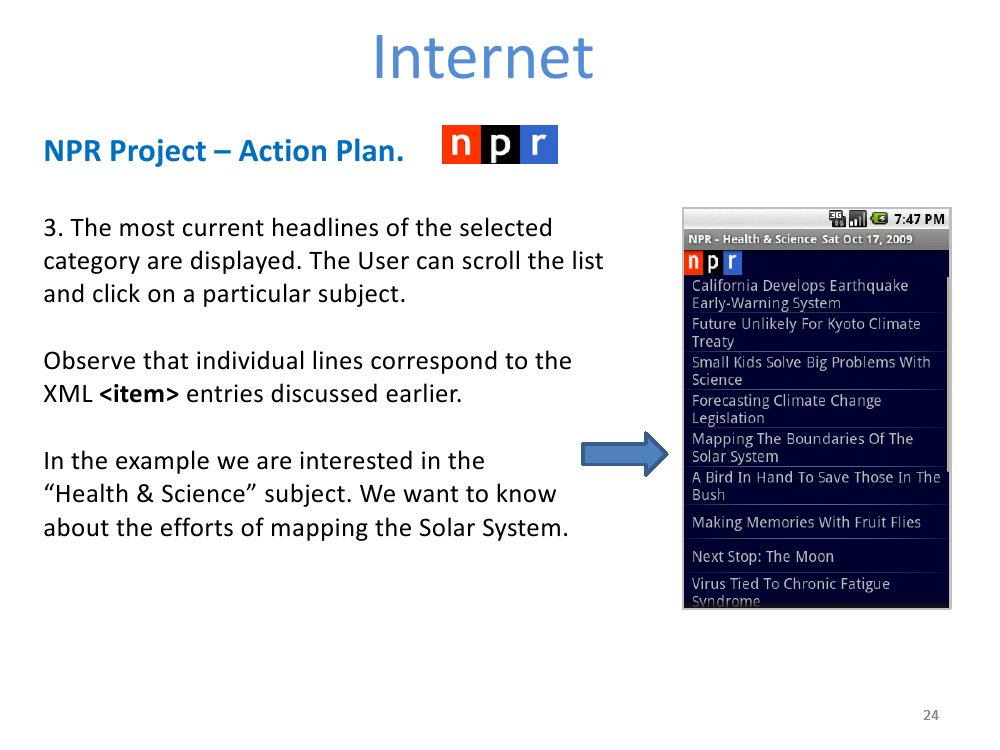 Internet
NPR Project – Action Plan.
n p r
3. The most current headlines of the selected
category are displayed. The User can scroll the list
and click on a particular subject.
Observe that individual lines correspond to the
XML <item> entries discussed earlier.
In the example we are interested in the
“Health & Science” subject. We want to know
about the efforts of mapping the Solar System.
3G 7:47 PM
NPR - Health & Science Sat Oct 17, 2009
n p r
California Develops Earthquake
Early-Warning System
Future Unlikely For Kyoto Climate
Treaty
Small Kids Solve Big Problems With
Science
Forecasting Climate Change
Legislation
Mapping The Boundaries Of The
Solar System
A Bird In Hand To Save Those In The
Bush
Making Memories With Fruit Flies
Next Stop: The Moon
Virus Tied To Chronic Fatigue
Syndrome
24